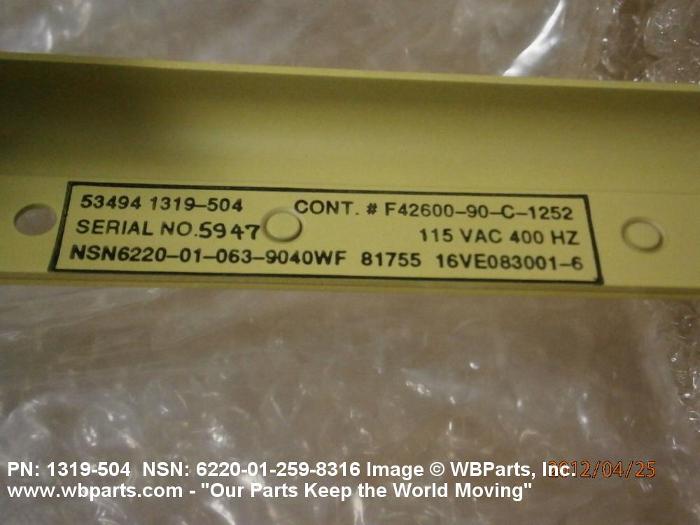 53494 1319-504 CONT. # F42600-90-C-1252
SERIAL NO. 5947 115 VAC 400 HZ
NSN6220-01-063-9040WF 81755 16VE083001-6
PN: 1319-504 NSN: 6220-01-259-8316 Image © WBParts, Inc. 2012/04/25
www.wbparts.com - "Our Parts Keep the World Moving"